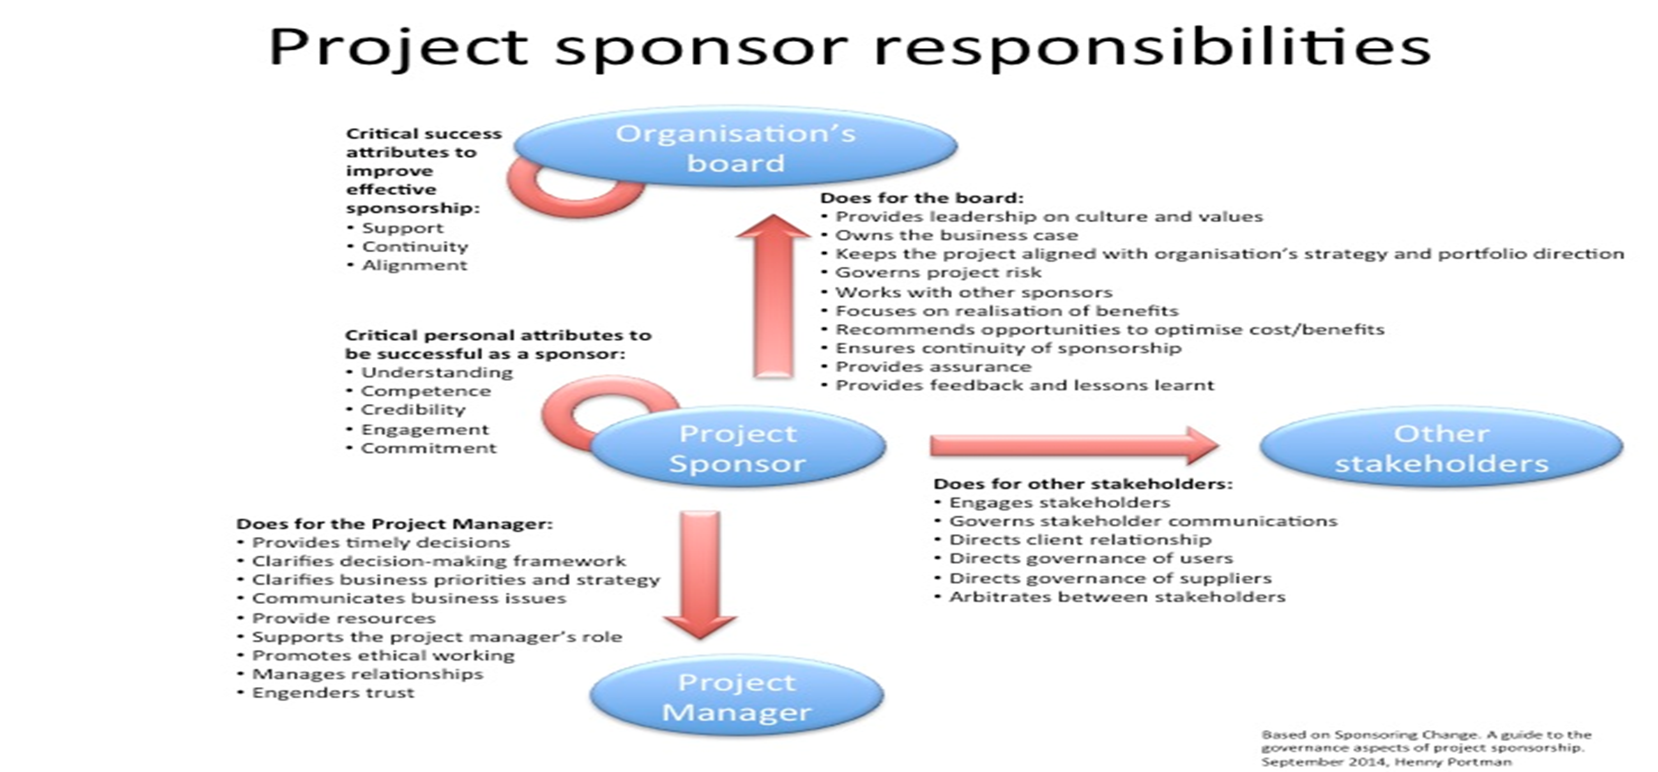 Project sponsor responsibilities
Organisation's
board
Critical success
attributes to
improve
effective
sponsorship:
• Support
• Continuity
• Alignment
Does for the board:
• Provides leadership on culture and values
• Owns the business case
• Keeps the project aligned with organisation's strategy and portfolio direction
• Governs project risk
• Works with other sponsors
• Focuses on realisation of benefits
• Recommends opportunities to optimise cost/benefits
• Ensures continuity of sponsorship
• Provides assurance
• Provides feedback and lessons learnt
Critical personal attributes to
be successful as a sponsor:
• Understanding
• Competence
• Credibility
• Engagement
• Commitment
Project
Sponsor
Other
stakeholders
Does for other stakeholders:
• Engages stakeholders
• Governs stakeholder communications
• Directs client relationship
• Directs governance of users
• Directs governance of suppliers
• Arbitrates between stakeholders
Does for the Project Manager:
• Provides timely decisions
• Clarifies decision-making framework
• Clarifies business priorities and strategy
• Communicates business issues
• Provide resources
• Supports the project manager's role
• Promotes ethical working
• Manages relationships
• Engenders trust
Project
Manager
Based on Sponsoring Change. A guide to the
governance aspects of project sponsorship.
September 2014, Henny Portman